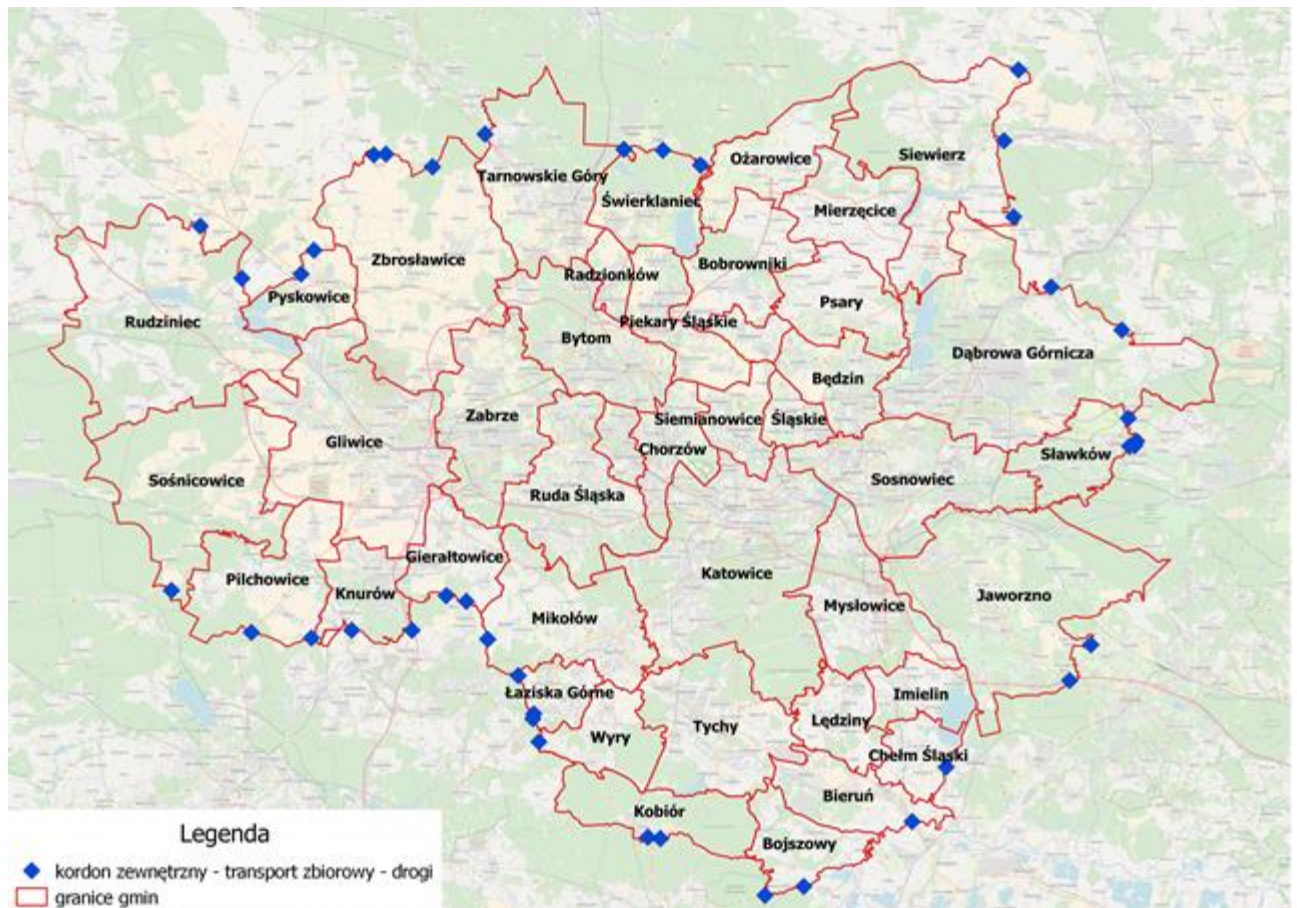 Siewierz
Ożarowice
Tarnowskie Góry
Świerklaniec
Mierzęcice
Zbrosławice
Bobrowniki
Radzionków
Pyskowice
Psary
Rudziniec
Piekary Śląskie
Bytom
Dąbrowa Górnicza
Będzin
Zabrze
Siemianowice Śląskie
Gliwice
Chorzów
Sławków
Sośnicowice
Sosnowiec
Ruda Śląska
Gierałtowice
Katowice
Pilchowice
Knurów
Jaworzno
Mysłowice
Mikołów
Łaziska Górne
Imielin
Lędziny
Tychy
Wyry
Chełm Śląski
Bieruń
Kobiór
Bojszowy
Legenda
kordon zewnętrzny - transport zbiorowy - drogi
granice gmin